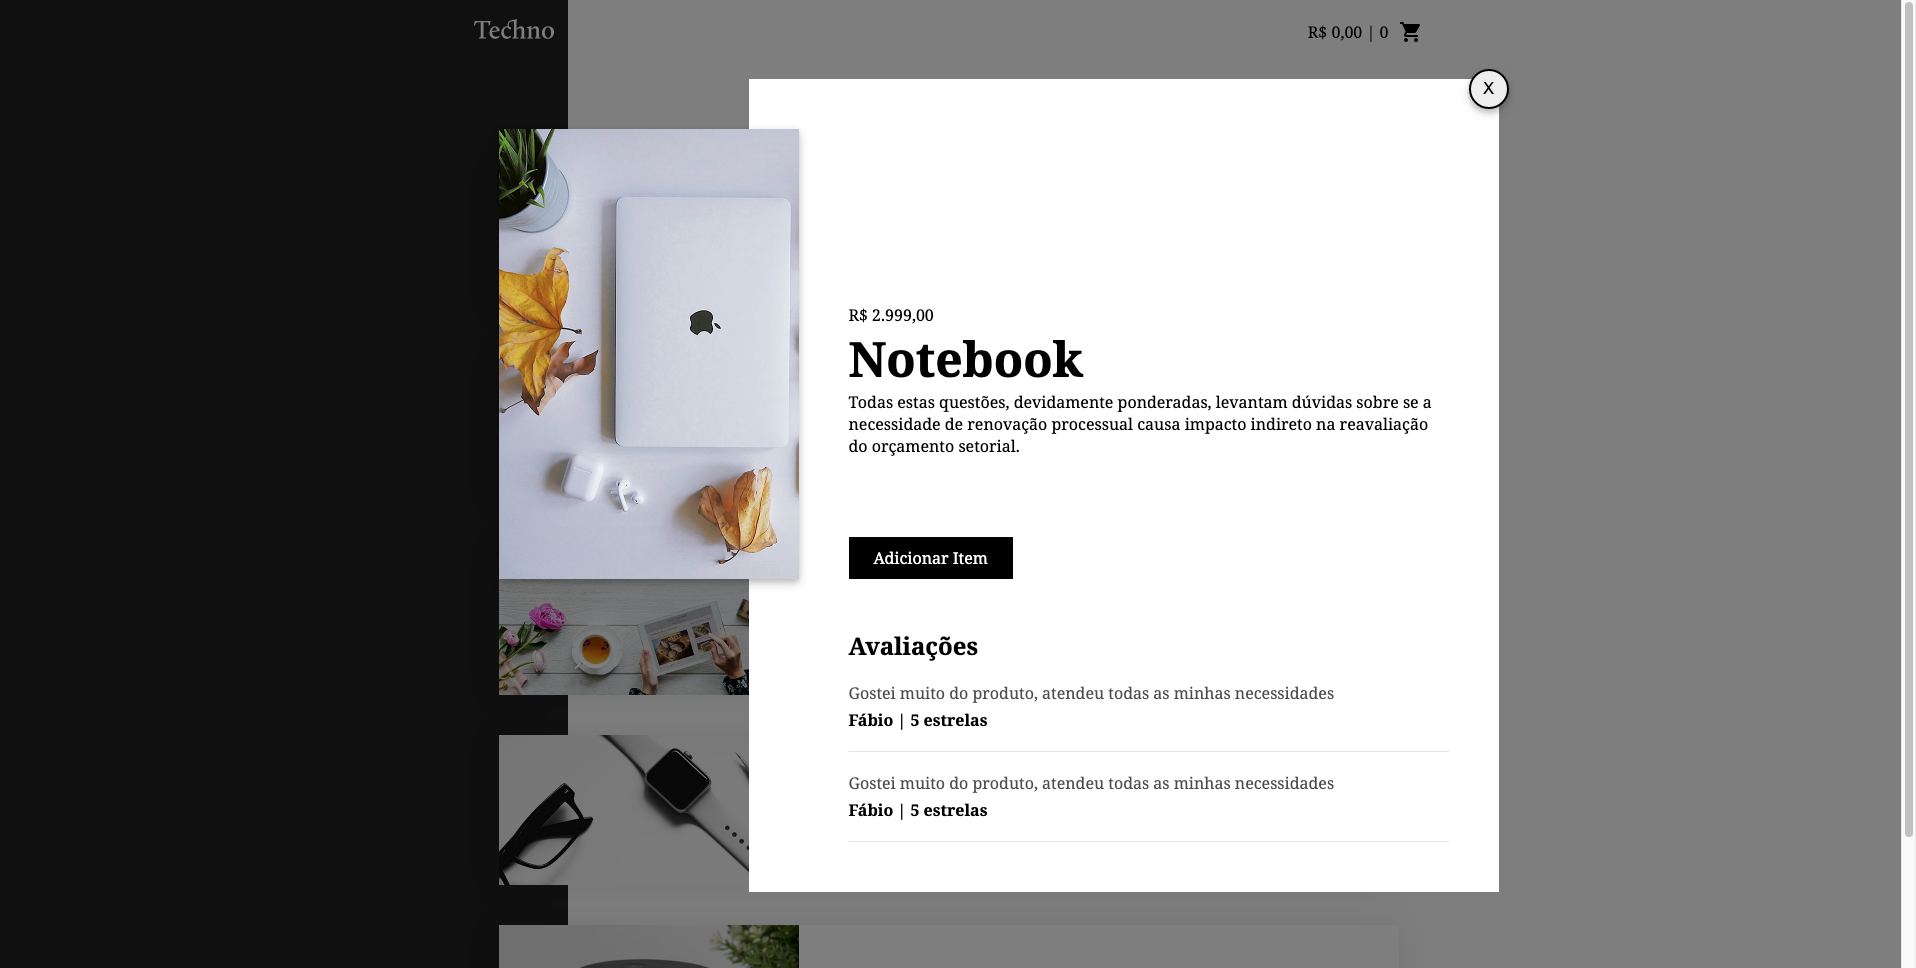 Techno
R$ 0,00 | 0
X
R$ 2.999,00
Notebook
Todas estas questões, devidamente ponderadas, levantam dúvidas sobre se a
necessidade de renovação processual causa impacto indireto na reavaliação
do orçamento setorial.
Adicionar Item
Avaliações
Gostei muito do produto, atendeu todas as minhas necessidades
Fábio | 5 estrelas
Gostei muito do produto, atendeu todas as minhas necessidades
Fábio | 5 estrelas